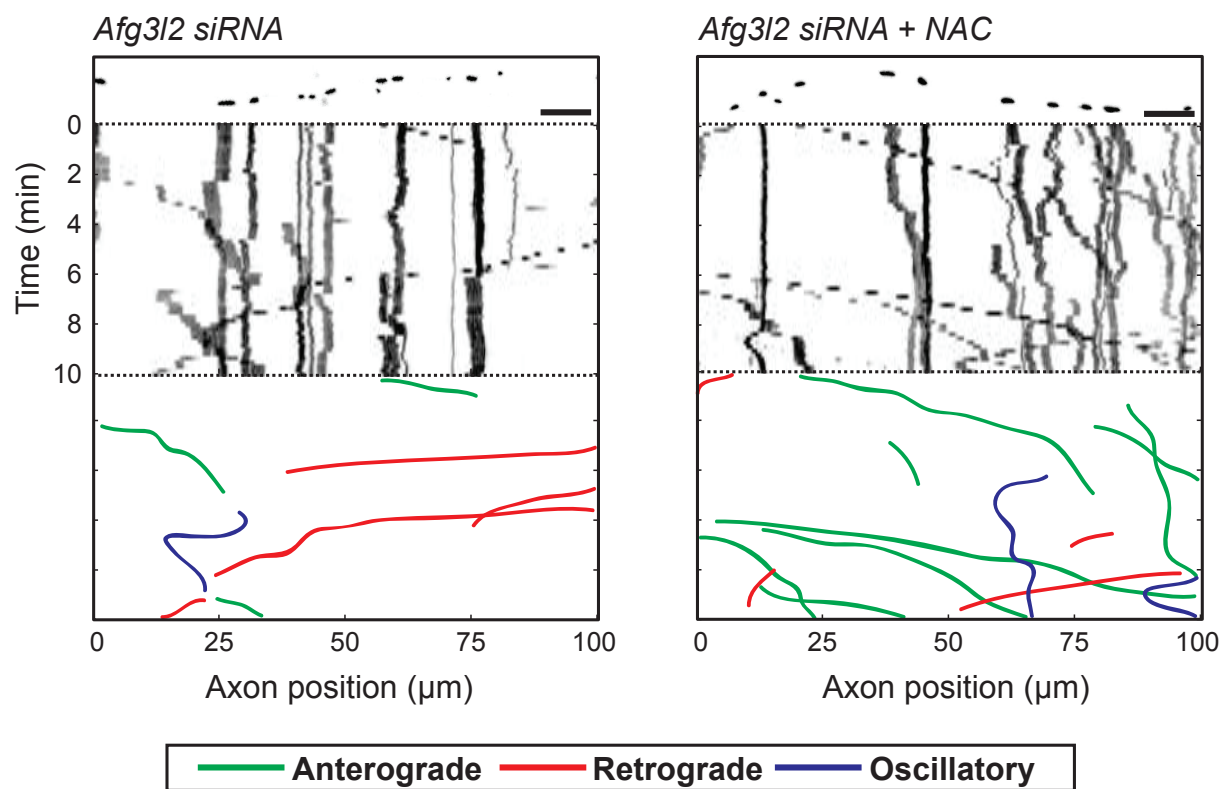 Afg3l2 siRNA
Afg3l2 siRNA + NAC
Time (min)
0
2
4
6
8
10
0 25 50 75 100
0 25 50 75 100
Axon position (µm)
Axon position (µm)
Anterograde Retrograde Oscillatory